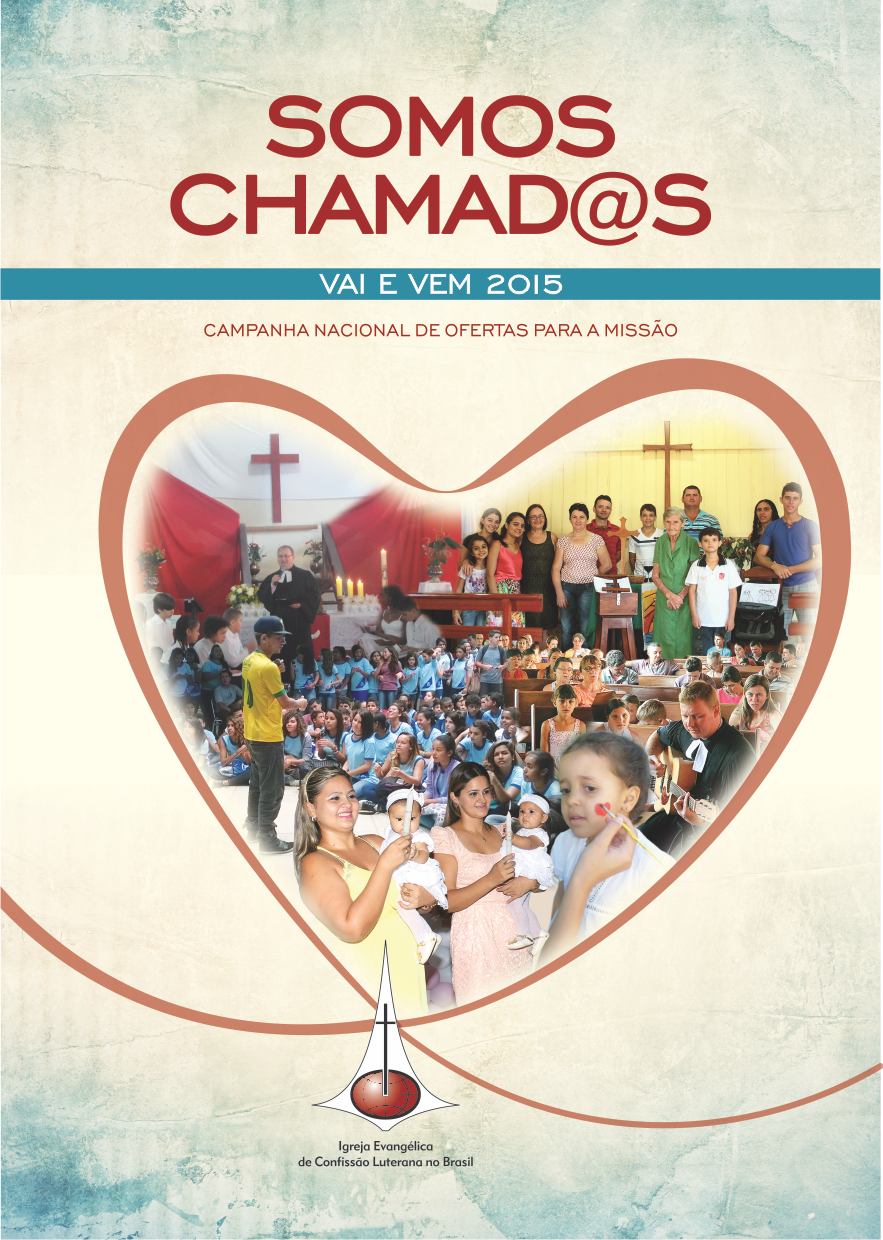 SOMOS
CHAMAD@S
VAI E VEM 2015
CAMPANHA NACIONAL DE OFERTAS PARA A MISSÃO
Igreja Evangélica
de Confissão Luterana no Brasil